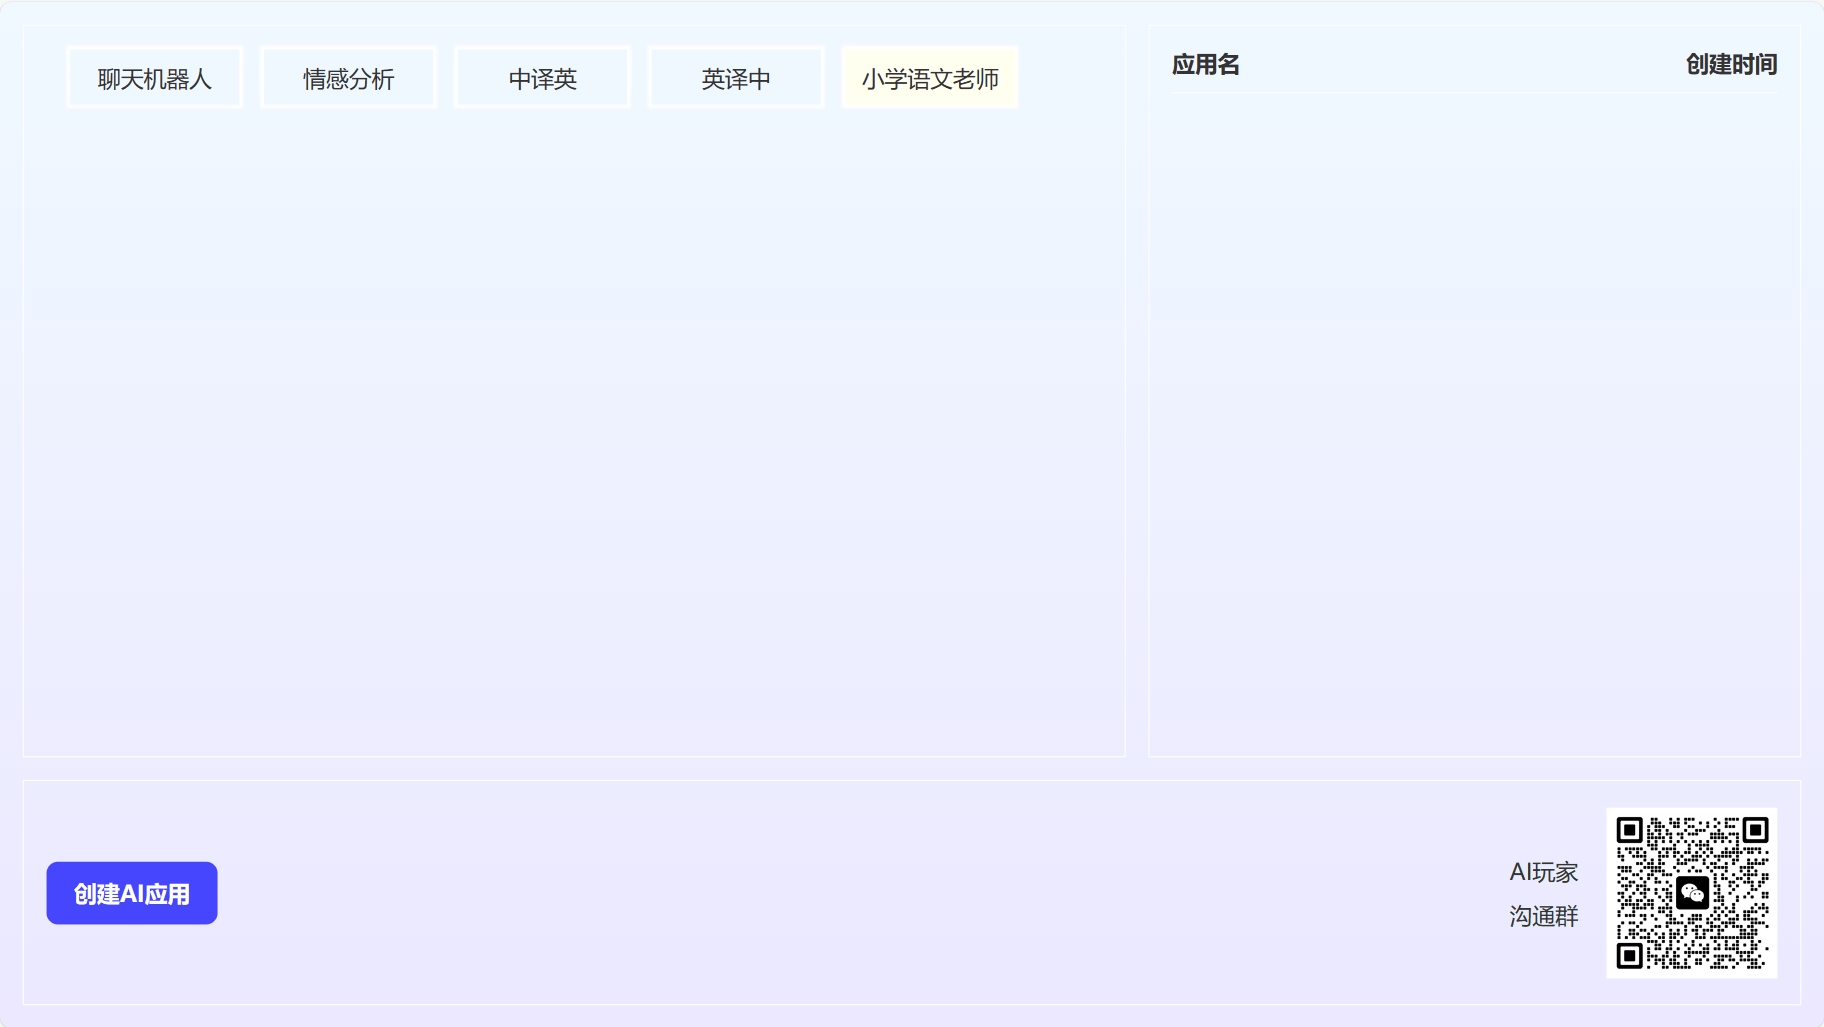 聊天机器人
情感分析
中译英
英译中
小学语文老师
应用名
创建时间
创建AI应用
AI玩家
沟通群